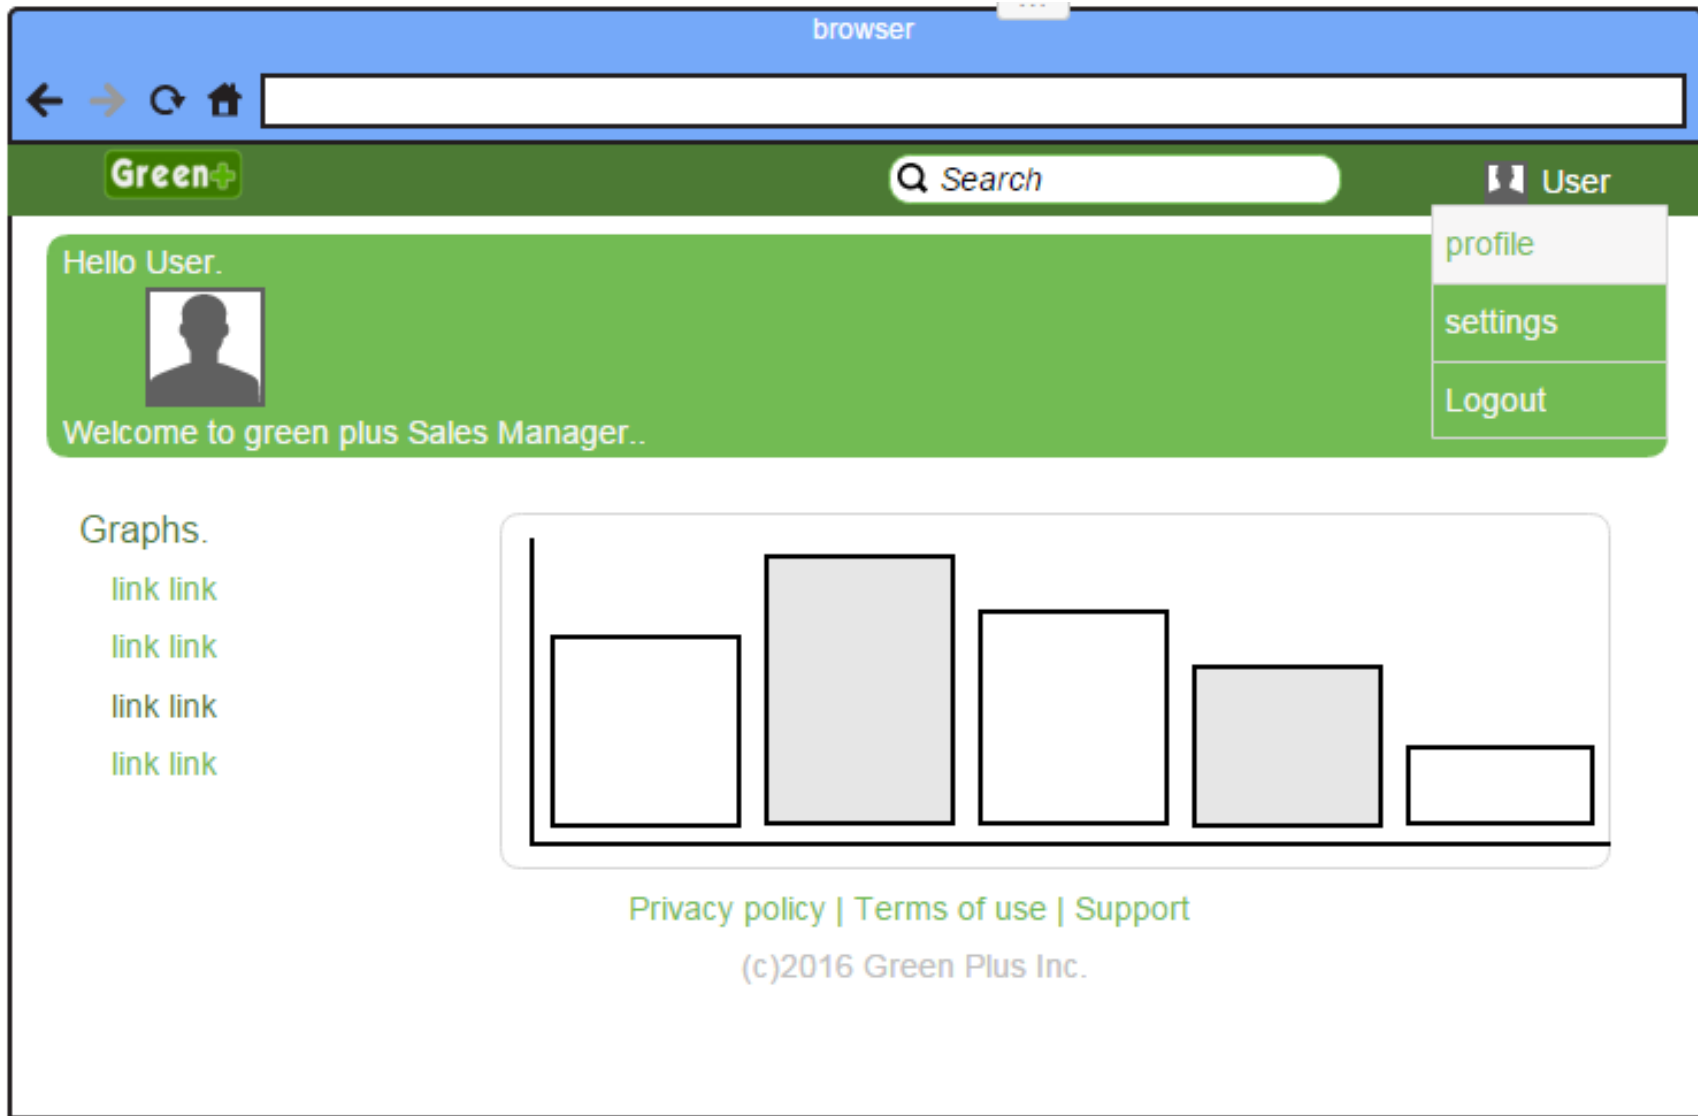 browser
Green+
Search
User
profile
settings
Logout
Hello User.
Welcome to green plus Sales Manager..
Graphs.
link link
link link
link link
link link
Privacy policy | Terms of use | Support
(c)2016 Green Plus Inc.